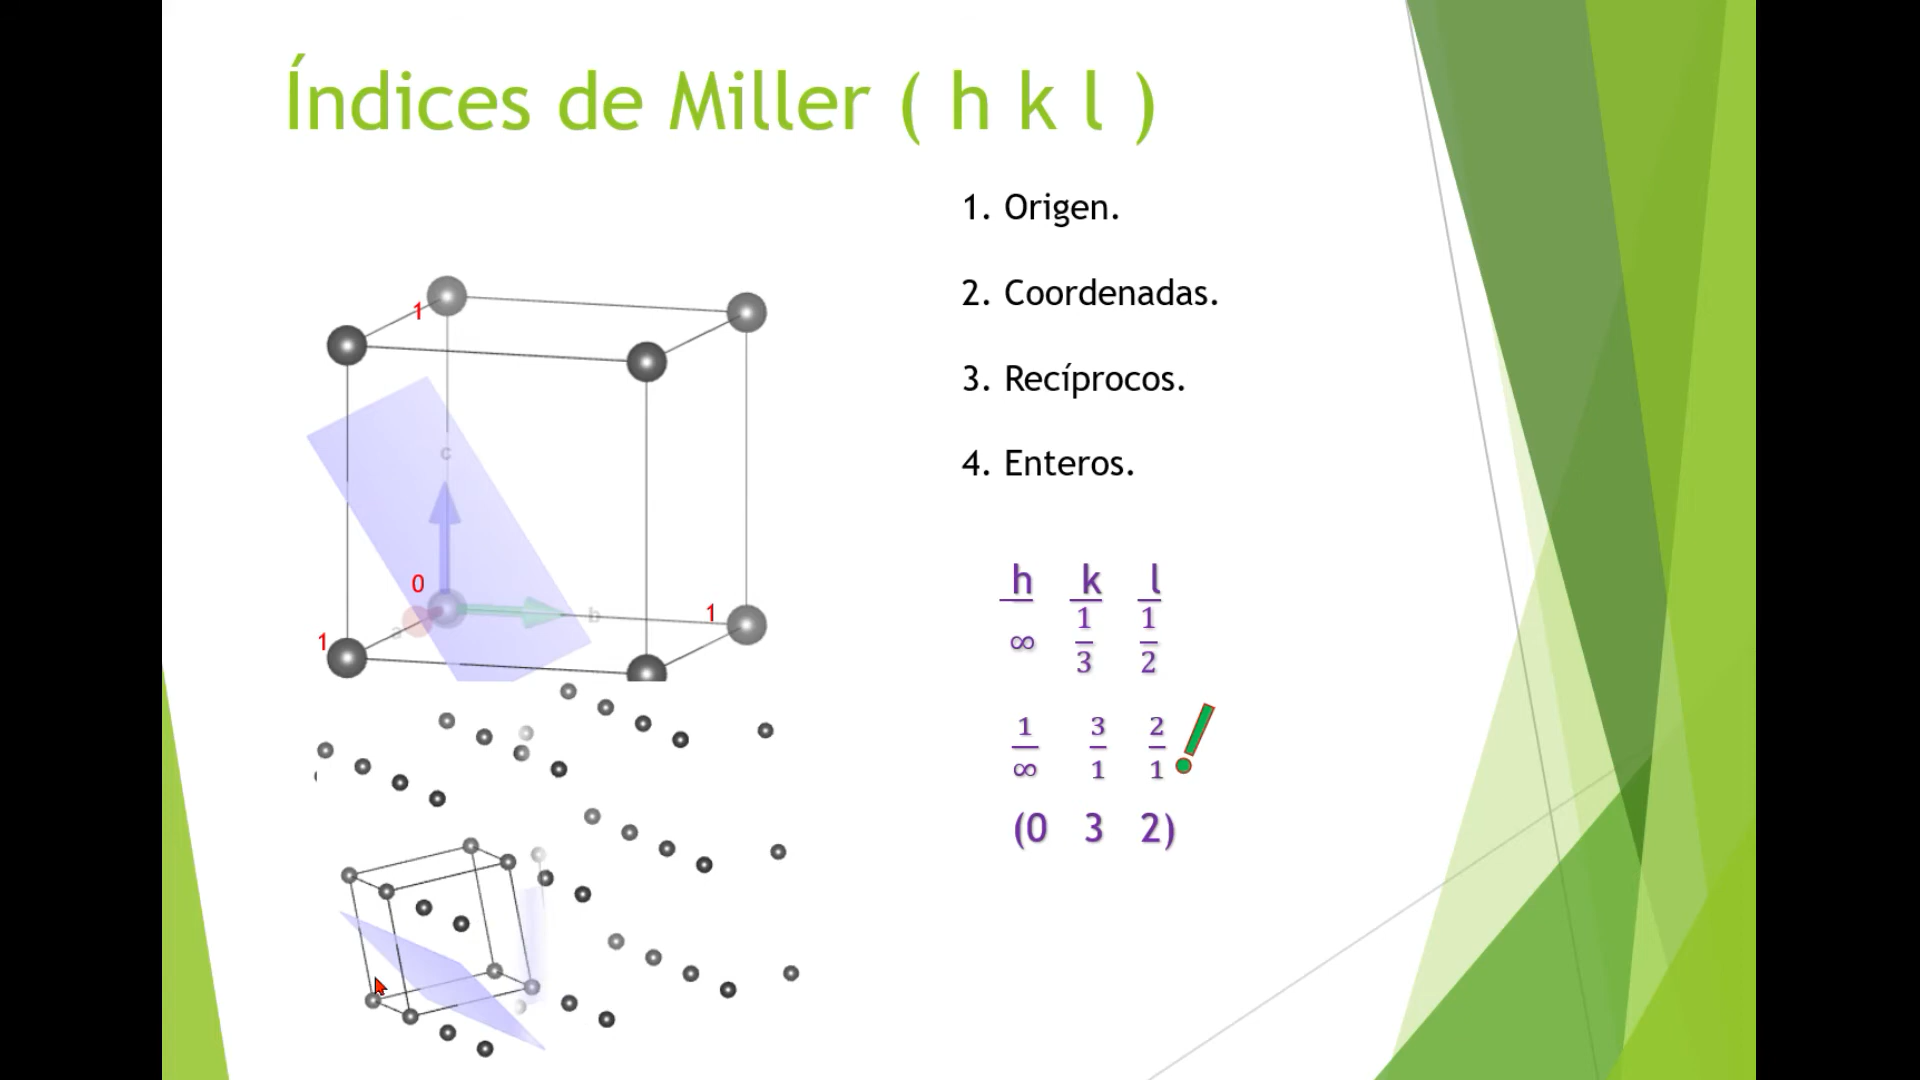 Índices de Miller ( h k l )
1. Origen.
2. Coordenadas.
3. Recíprocos.
4. Enteros.
1
c
0
b
1
a
1
h k l
∞ 1/3 1/2
1/∞ 3/1 2/1
(0 3 2)